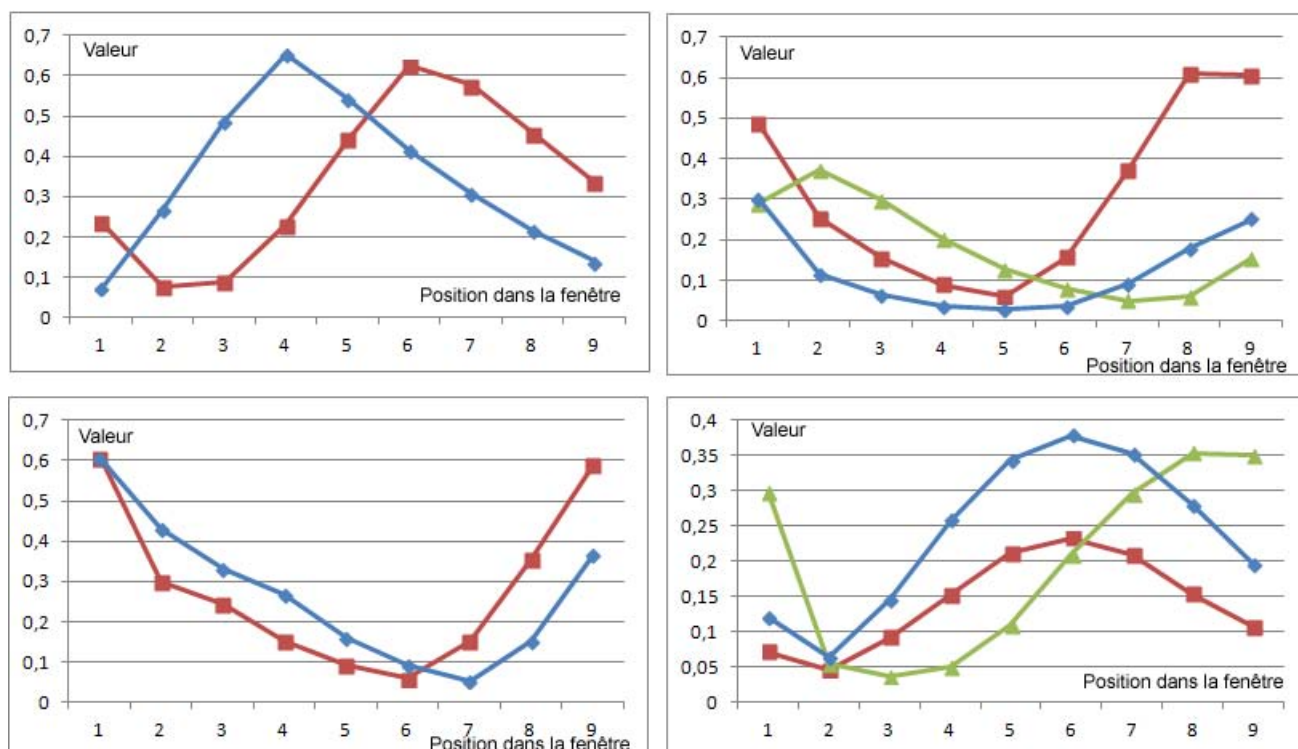 0,7
Valeur
0,6
0,5
0,4
0,3
0,2
0,1
Position dans la fenêtre
0
1 2 3 4 5 6 7 8 9
0,7
Valeur
0,6
0,5
0,4
0,3
0,2
0,1
0
1 2 3 4 5 6 7 8 9
Position dans la fenêtre
0,7
Valeur
0,6
0,5
0,4
0,3
0,2
0,1
0
1 2 3 4 5 6 7 8 9
Position dans la fenêtre
0,4
Valeur
0,35
0,3
0,25
0,2
0,15
0,1
0,05
Position dans la fenêtre
0
1 2 3 4 5 6 7 8 9